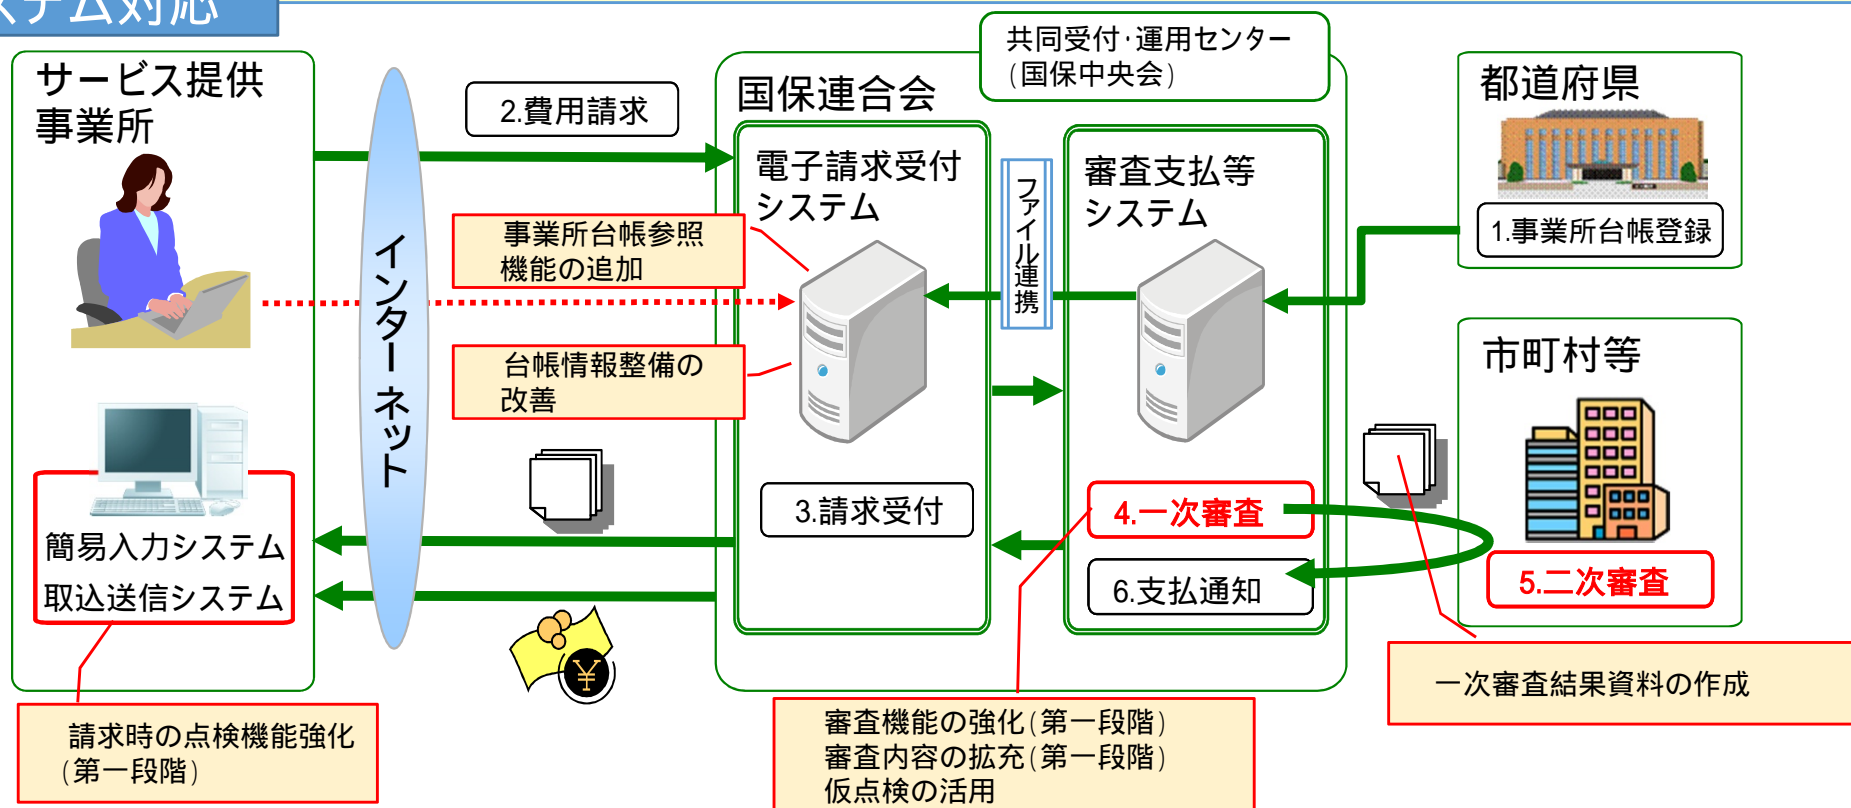 ステム対応
サービス提供
事業所
2.費用請求
国保連合会
共同受付・運用センター
(国保中央会)
都道府県
電子請求受付
システム
ファイル連携
審査支払等
システム
1.事業所台帳登録
事業所台帳参照
機能の追加
インターネット
台帳情報整備の
改善
市町村等
3.請求受付
4.一次審査
6.支払通知
5.二次審査
簡易入力システム
取込送信システム
¥
請求時の点検機能強化
(第一段階)
審査機能の強化(第一段階)
審査内容の拡充(第一段階)
仮点検の活用
一次審査結果資料の作成